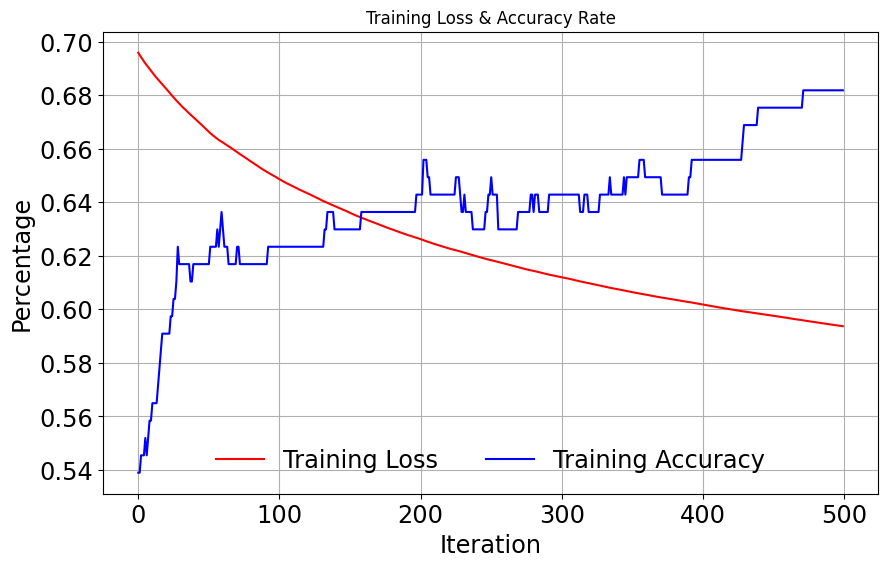 Training Loss & Accuracy Rate
0.70
0.68
0.66
0.64
0.62
0.60
0.58
0.56
0.54
Percentage
Training Loss Training Accuracy
0 100 200 300 400 500
Iteration